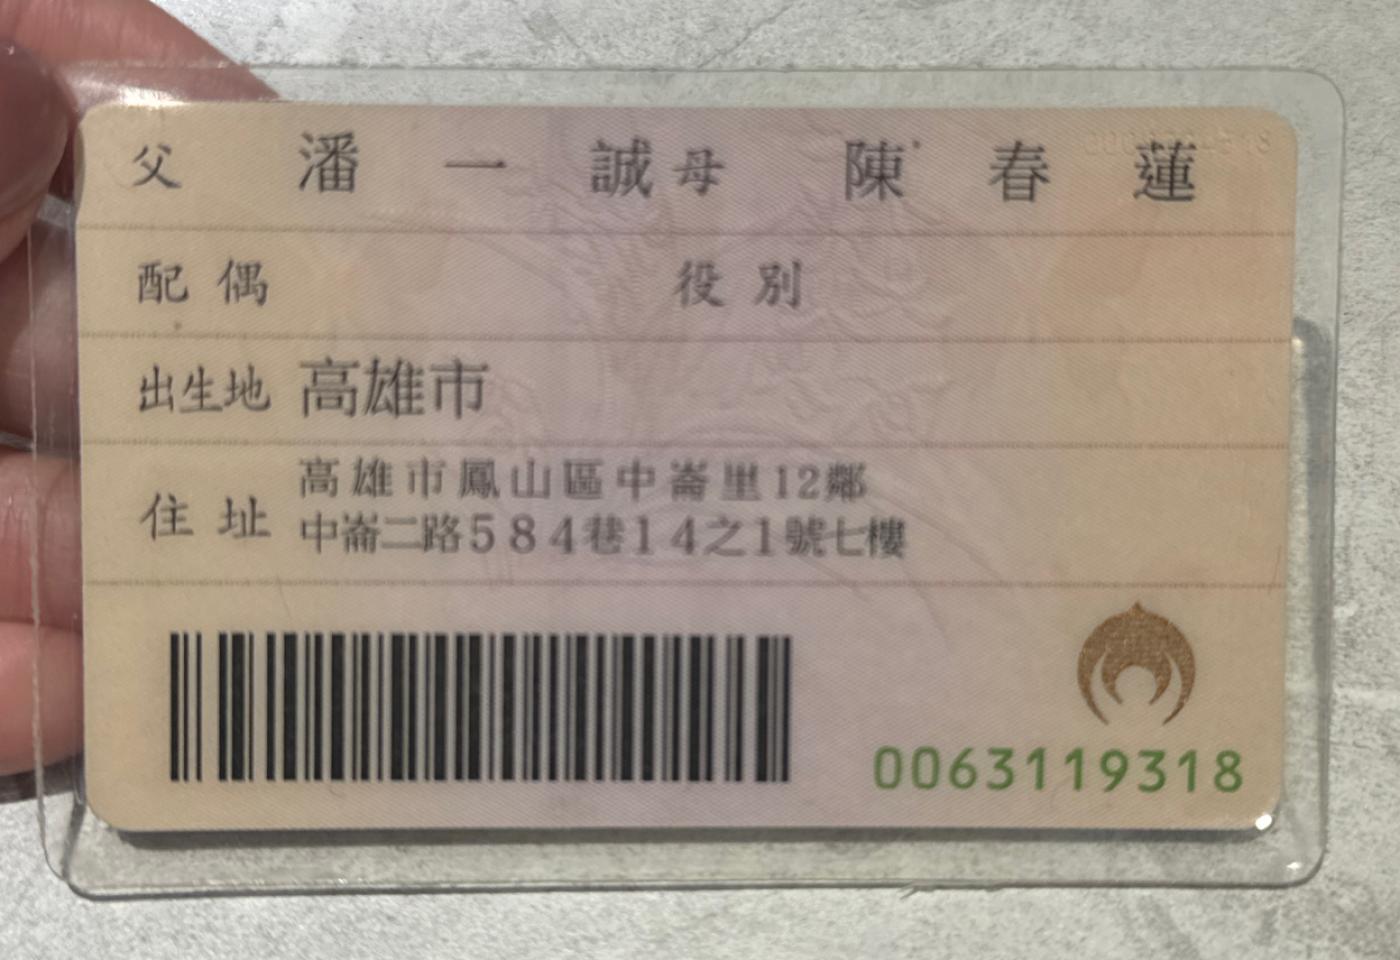 父 潘 一 誠 母 陳 春 蓮
配 偶 役 別
出生地 高雄市
住 址 高雄市鳳山區中崙里12鄰
中崙二路584巷14之1號七樓
0063119318